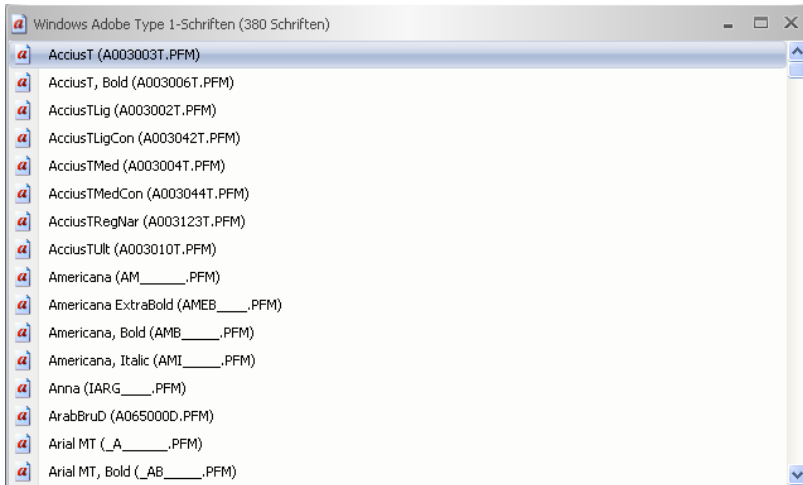 Windows Adobe Type 1-Schriften (380 Schriften)
AcciusT (A003003T.PFM)
AcciusT, Bold (A003006T.PFM)
AcciusTLig (A003002T.PFM)
AcciusTLigCon (A003042T.PFM)
AcciusTMed (A003004T.PFM)
AcciusTMedCon (A003044T.PFM)
AcciusTRegNar (A003123T.PFM)
AcciusTUlt (A003010T.PFM)
Americana (AM______.PFM)
Americana ExtraBold (AMEB____.PFM)
Americana, Bold (AMB_____.PFM)
Americana, Italic (AMI_____.PFM)
Anna (IARG____.PFM)
ArabBruD (A065000D.PFM)
Arial MT (_A______.PFM)
Arial MT, Bold (_AB_____.PFM)